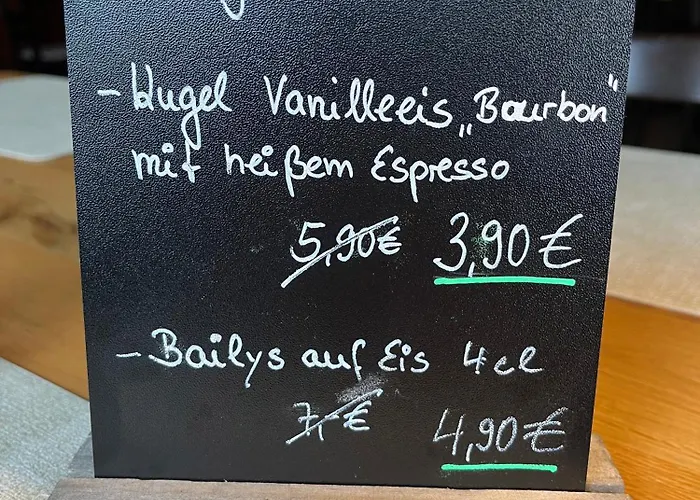 - Kugel Vanilleeis „Bourbon"
mit heißem Espresso
5,90€ 3,90€
- Bailys auf Eis 4cl
7,-€ 4,90€